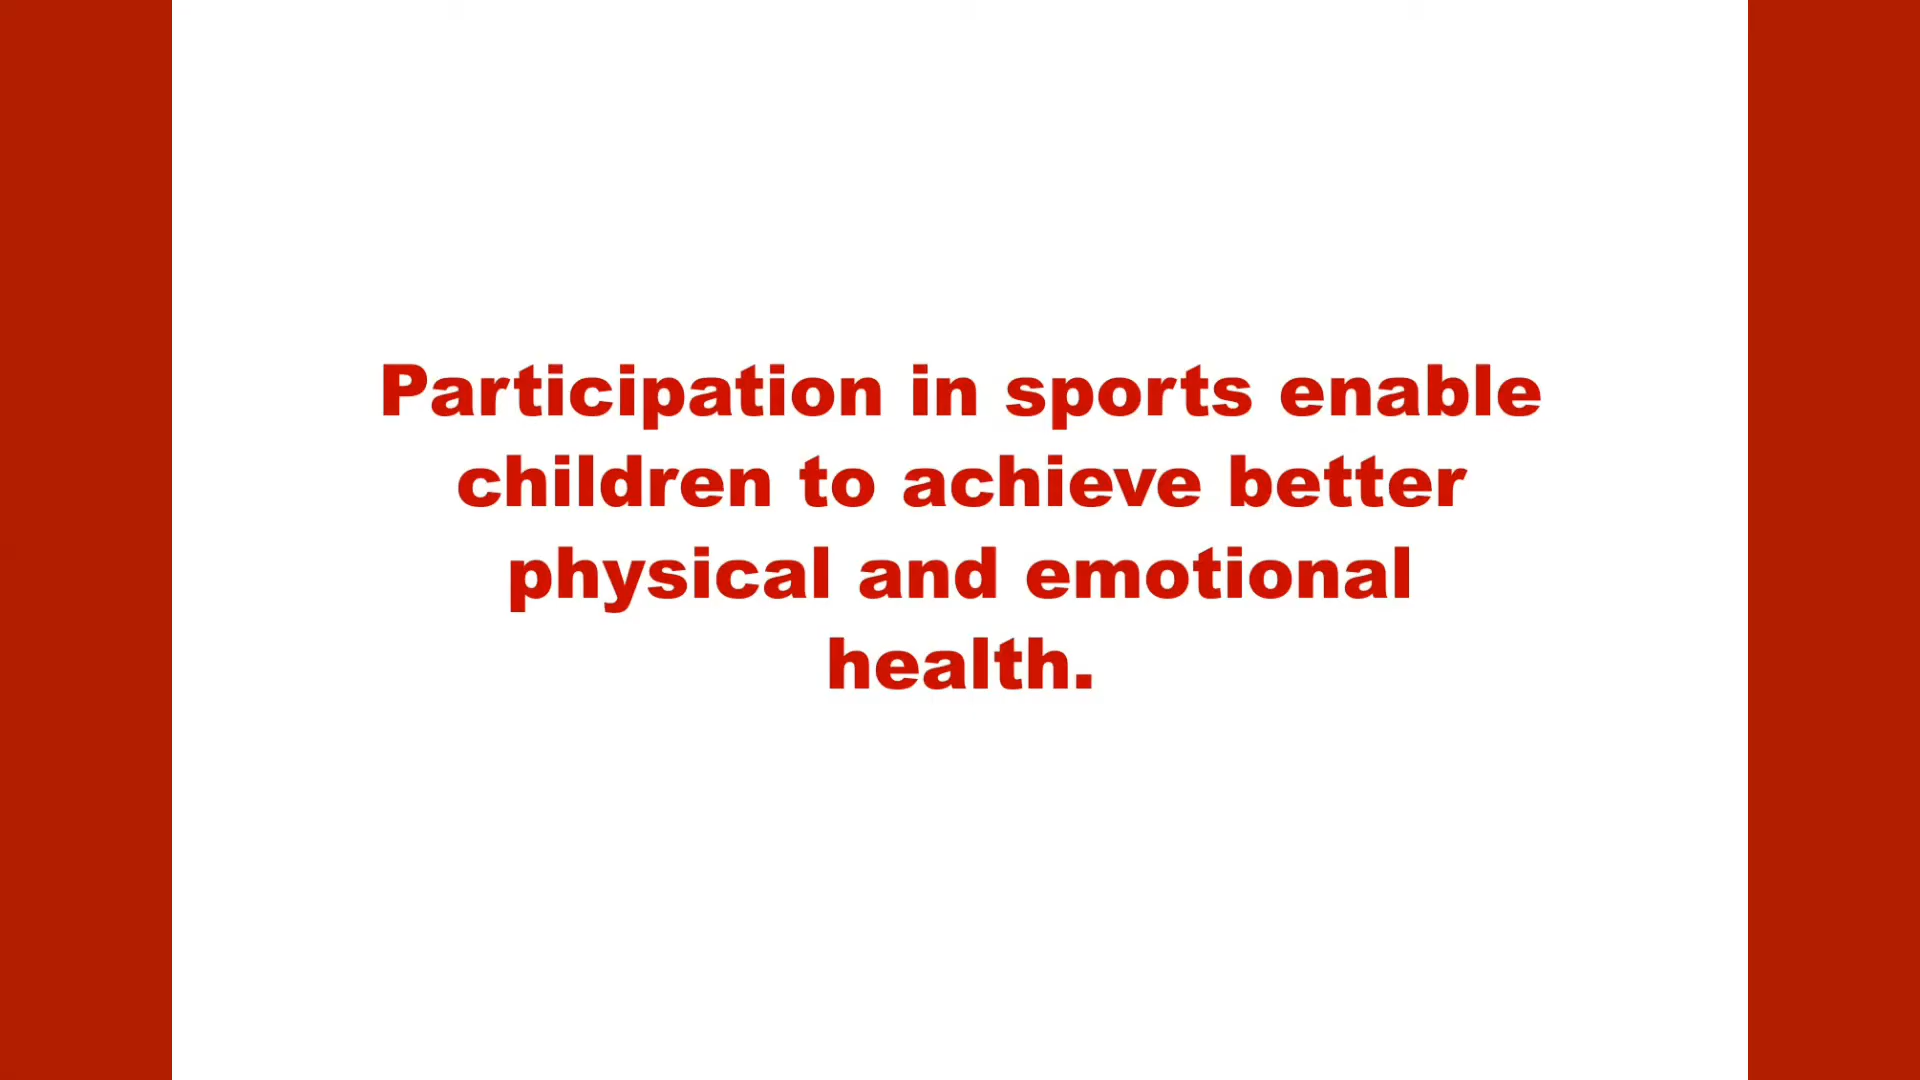 Participation in sports enable
children to achieve better
physical and emotional
health.